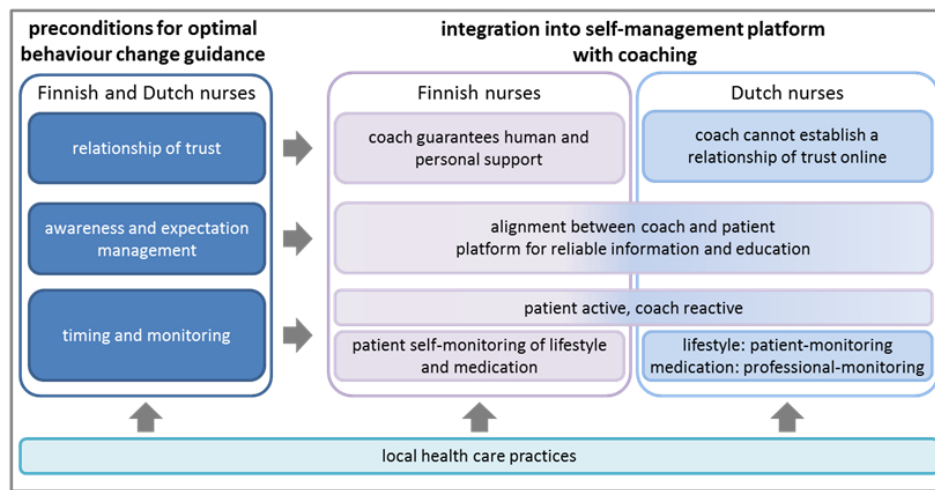 preconditions for optimal
behaviour change guidance
integration into self-management platform
with coaching
Finnish and Dutch nurses
Finnish nurses
Dutch nurses
relationship of trust
coach guarantees human and
personal support
coach cannot establish a
relationship of trust online
awareness and expectation
management
alignment between coach and patient
platform for reliable information and education
timing and monitoring
patient active, coach reactive
patient self-monitoring of lifestyle
and medication
lifestyle: patient-monitoring
medication: professional-monitoring
local health care practices